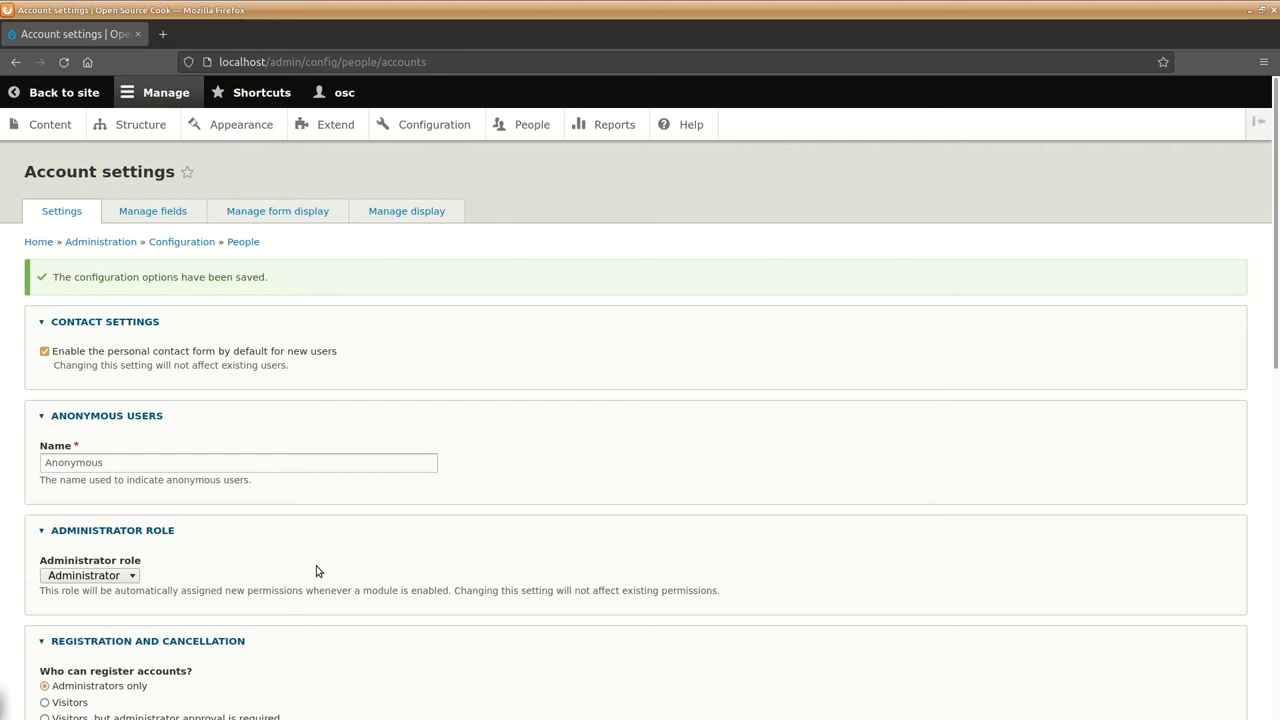 Account settings | Open Source Cook — Mozilla Firefox
Account settings | Ope
localhost/admin/config/people/accounts
Back to site Manage Shortcuts osc
Content Structure Appearance Extend Configuration People Reports Help
Account settings
Settings Manage fields Manage form display Manage display
Home » Administration » Configuration » People
The configuration options have been saved.
CONTACT SETTINGS
Enable the personal contact form by default for new users
Changing this setting will not affect existing users.
ANONYMOUS USERS
Name *
Anonymous
The name used to indicate anonymous users.
ADMINISTRATOR ROLE
Administrator role
Administrator
This role will be automatically assigned new permissions whenever a module is enabled. Changing this setting will not affect existing permissions.
REGISTRATION AND CANCELLATION
Who can register accounts?
Administrators only
Visitors
Visitors, but administrator approval is required